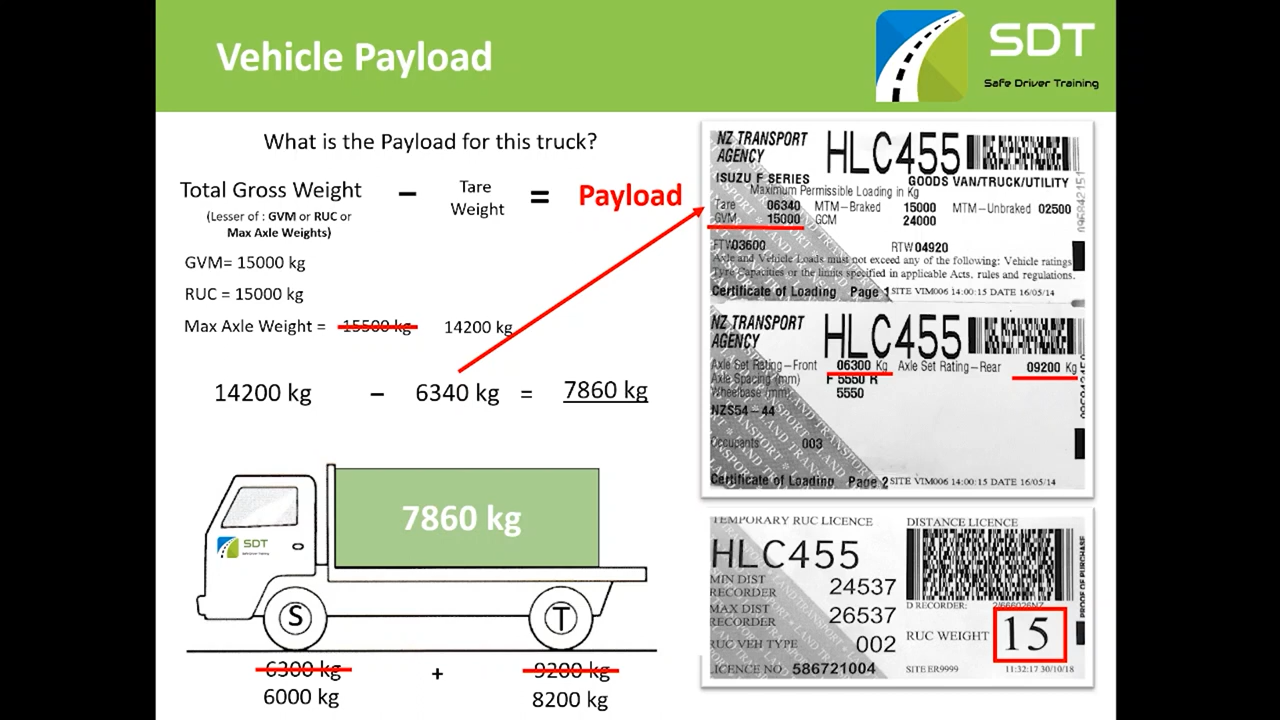 Vehicle Payload
SDT
Safe Driver Training
What is the Payload for this truck?
Total Gross Weight – Tare Weight = Payload
(Lesser of : GVM or RUC or
Max Axle Weights)
GVM= 15000 kg
RUC = 15000 kg
Max Axle Weight = 15500 kg 14200 kg
14200 kg – 6340 kg = 7860 kg
7860 kg
SDT
Safe Driver Training
S T
6300 kg + 9200 kg
6000 kg 8200 kg
NZ TRANSPORT
AGENCY
HLC455
ISUZU F SERIES
GOODS VAN/TRUCK/UTILITY
Maximum Permissible Loading in Kg
Tare 06340 MTM-Braked 15000 MTM-Unbraked 02500
GVM 15000 GCM 24000
FTW03600 RTW04920
Axle and Vehicle Loads must not exceed any of the following: Vehicle ratings
Tyre Capacities or the limits specified in applicable Acts, rules and regulations.
Certificate of Loading Page 1 SITE VIM006 14:00:15 DATE 16/05/14
NZ TRANSPORT
AGENCY
HLC455
Axle Set Rating-Front 06300 Kg Axle Set Rating-Rear 09200 Kg
Axle Spacing (mm) F 5550 R
Wheelbase (mm) 5550
NZS54-44
Occupants 003
Certificate of Loading Page 2 SITE VIM006 14:00:15 DATE 16/05/14
TEMPORARY RUC LICENCE DISTANCE LICENCE
HLC455
MIN DIST
RECORDER 24537
MAX DIST
RECORDER 26537
RUC VEH TYPE 002
LICENCE NO. 586721004
D RECORDER:
RUC WEIGHT 15
SITE ER9999 11:32:17 30/10/18
PROOF OF PURCHASE